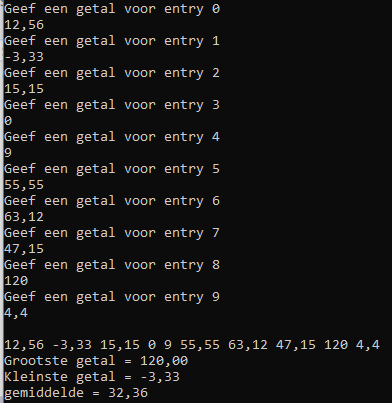 Geef een getal voor entry 0
12,56
Geef een getal voor entry 1
-3,33
Geef een getal voor entry 2
15,15
Geef een getal voor entry 3
0
Geef een getal voor entry 4
9
Geef een getal voor entry 5
55,55
Geef een getal voor entry 6
63,12
Geef een getal voor entry 7
47,15
Geef een getal voor entry 8
120
Geef een getal voor entry 9
4,4
12,56 -3,33 15,15 0 9 55,55 63,12 47,15 120 4,4
Grootste getal = 120,00
Kleinste getal = -3,33
gemiddelde = 32,36